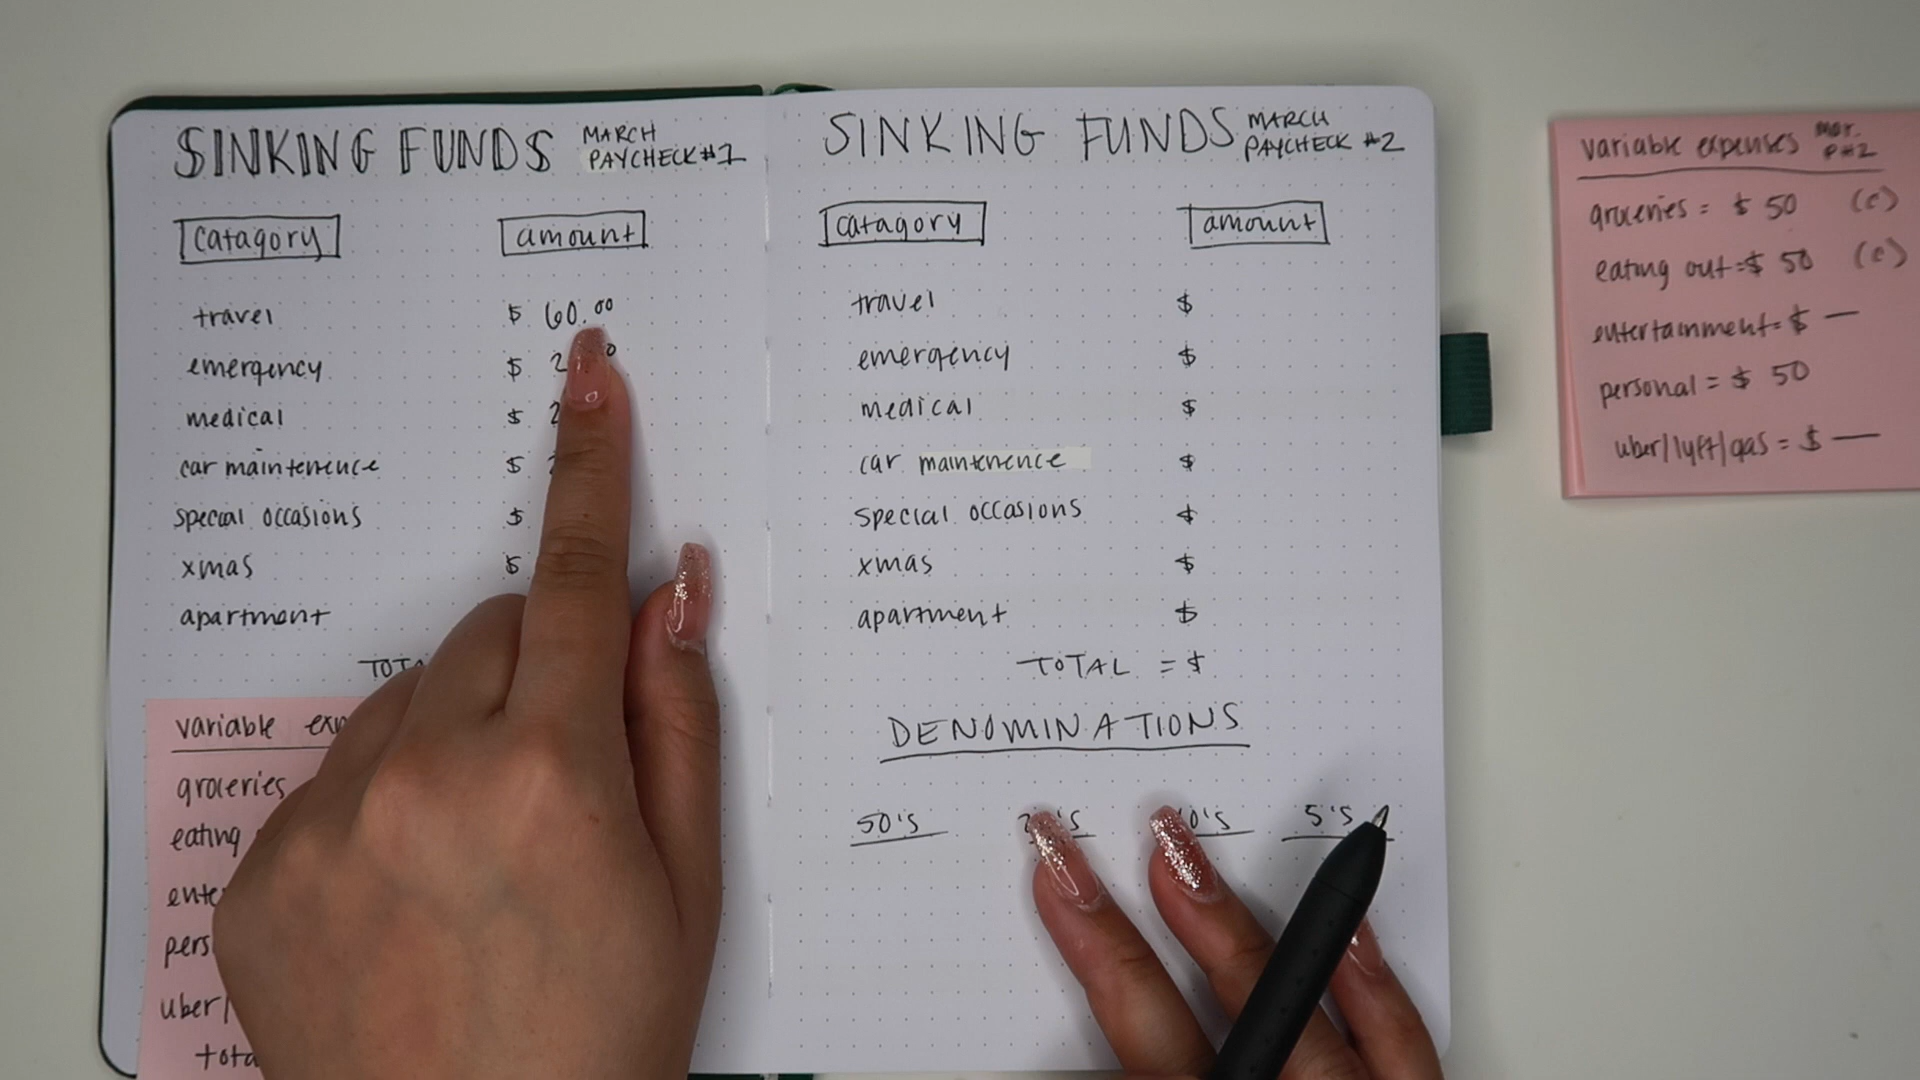 SINKING FUNDS MARCH
PAYCHECK #1
catagory amount
travel $ 60.00
emergency $
medical $
car maintenence $
special occasions $
xmas $
apartment
variable
groceries
eating
SINKING FUNDS MARCH
PAYCHECK #2
catagory amount
travel $
emergency $
medical $
car maintenence $
special occasions $
xmas $
apartment $
TOTAL = $
DENOMINATIONS
50's 5's
variable expenses mar.
P#2
groceries = $ 50 (c)
eating out = $ 50 (c)
entertainment = $ —
personal = $ 50
uber/lyft/gas = $ —